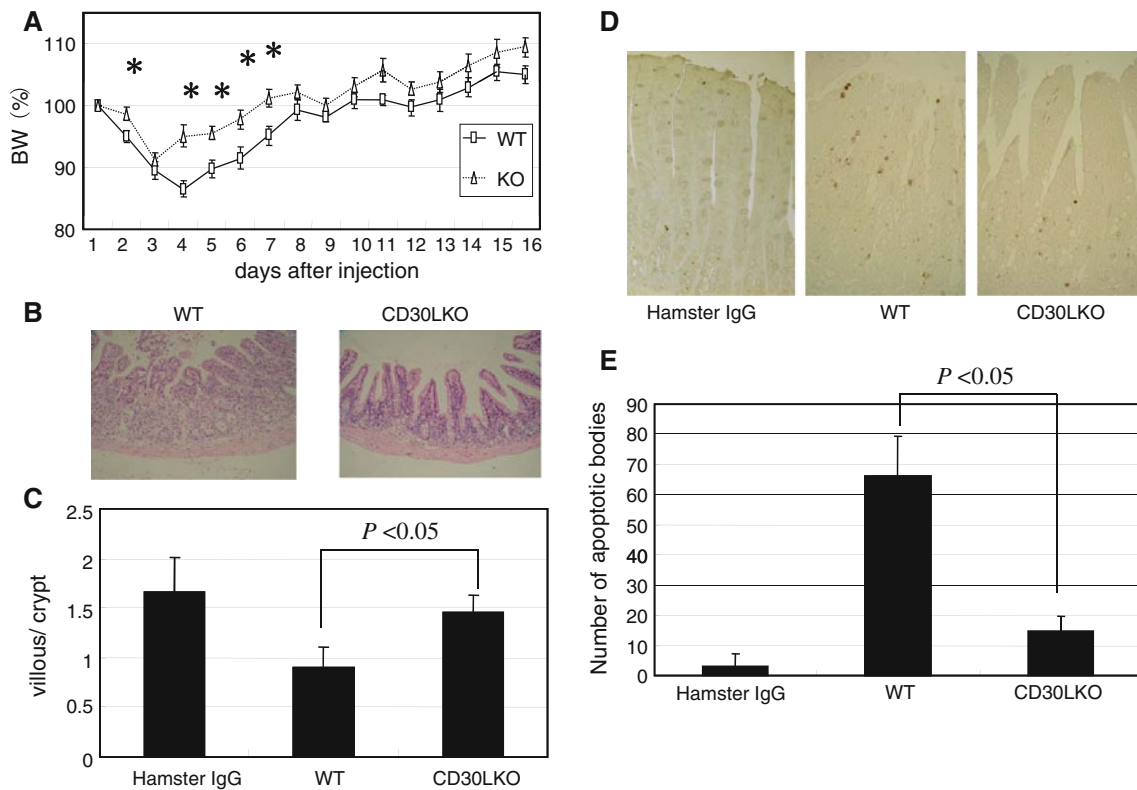 A
110
100
90
80
BW (%)
* * * * *
WT
KO
1 2 3 4 5 6 7 8 9 10 11 12 13 14 15 16
days after injection
B
WT CD30LKO
C
2.5
2
1.5
1
0.5
0
villous/ crypt
P <0.05
Hamster IgG WT CD30LKO
D
Hamster IgG WT CD30LKO
E
P <0.05
90
80
70
60
50
40
30
20
10
0
Number of apoptotic bodies
Hamster IgG WT CD30LKO